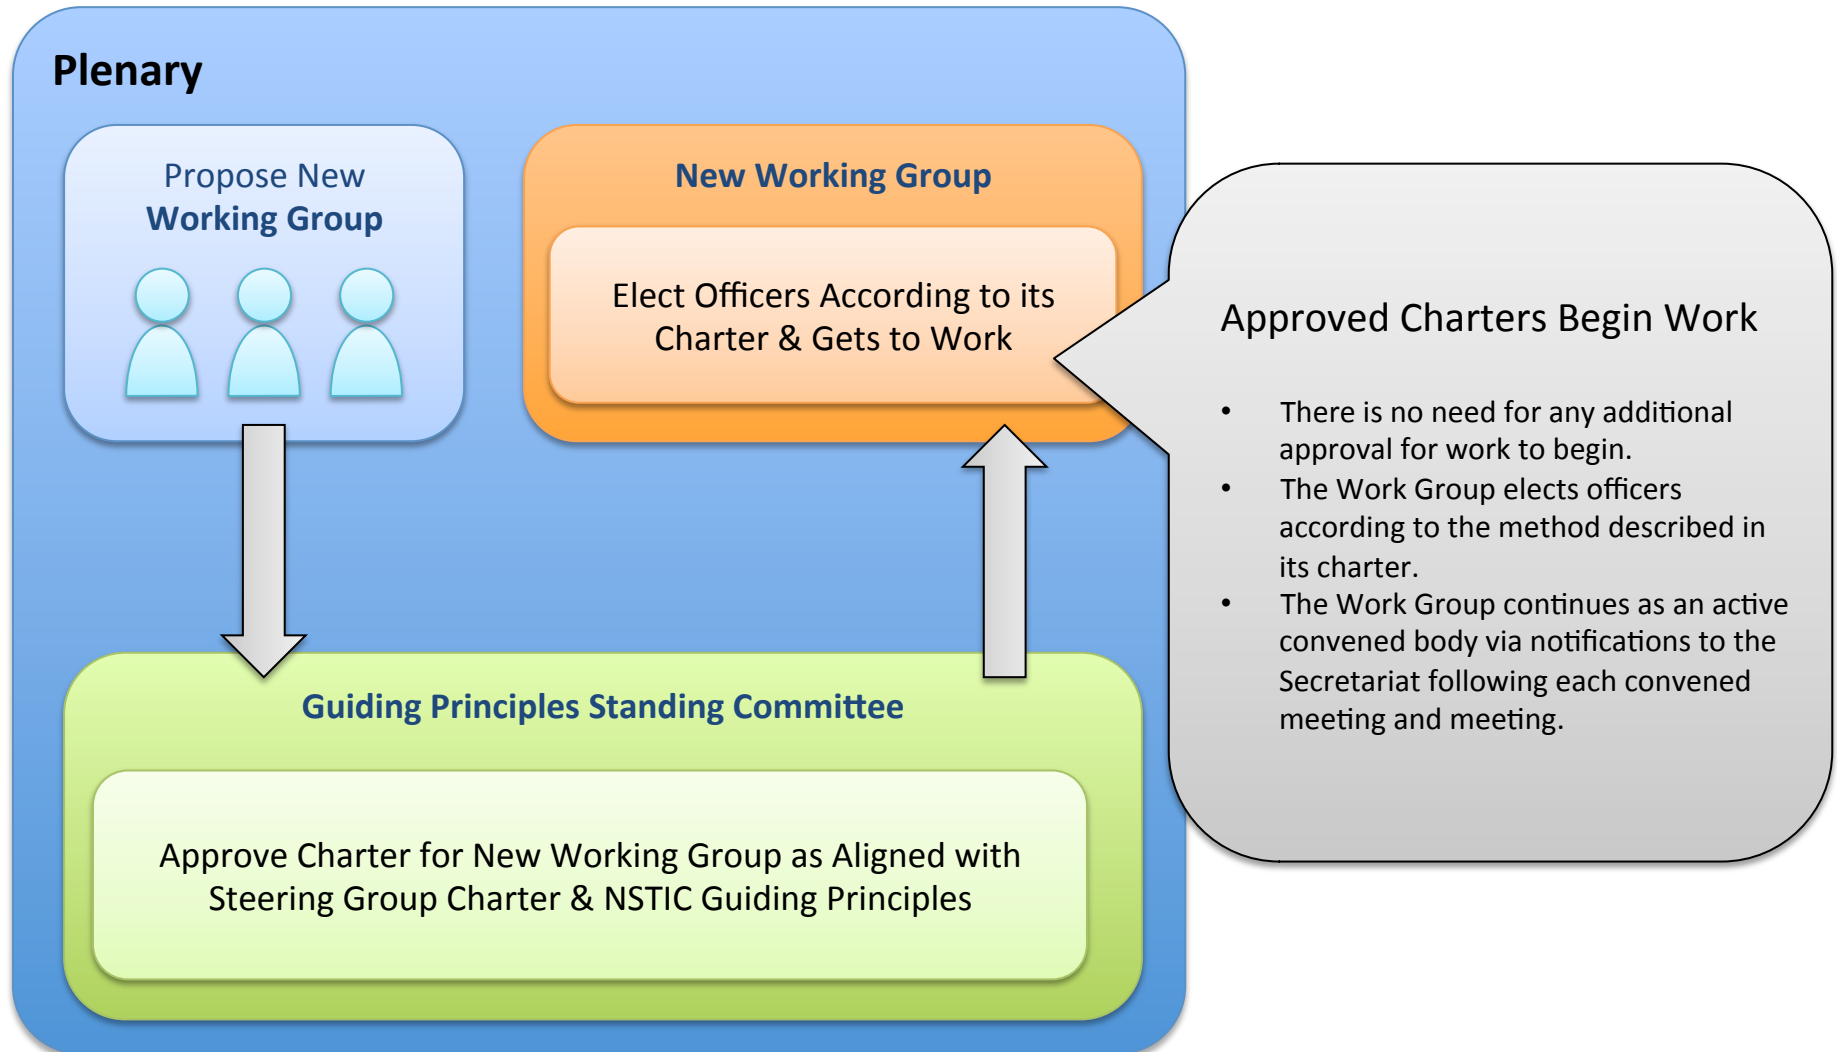 Plenary
Propose New
Working Group
New Working Group
Elect Officers According to its
Charter & Gets to Work
Guiding Principles Standing Committee
Approve Charter for New Working Group as Aligned with
Steering Group Charter & NSTIC Guiding Principles
Approved Charters Begin Work
• There is no need for any additional
approval for work to begin.
• The Work Group elects officers
according to the method described in
its charter.
• The Work Group continues as an active
convened body via notifications to the
Secretariat following each convened
meeting and meeting.